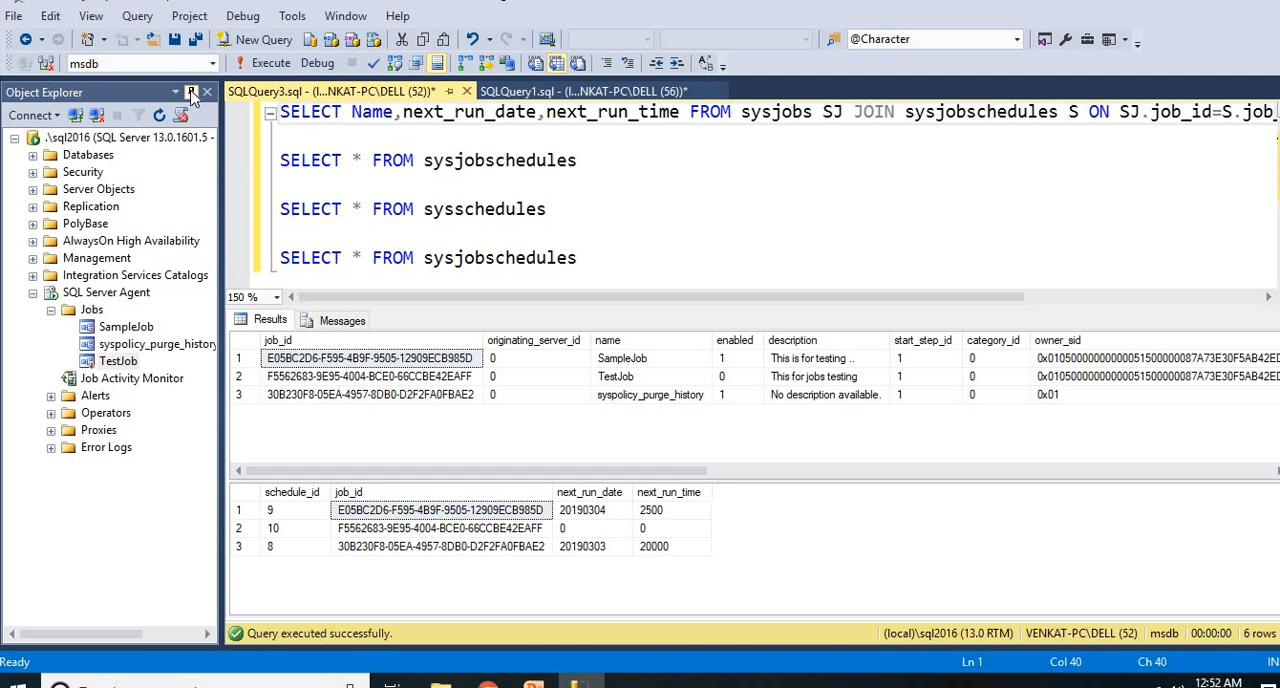 File Edit View Query Project Debug Tools Window Help
New Query @Character
msdb Execute Debug
Object Explorer
SQLQuery3.sql - (l...NKAT-PC\DELL (52))* SQLQuery1.sql - (l...NKAT-PC\DELL (56))*
Connect
.\sql2016 (SQL Server 13.0.1601.5 -
Databases
Security
Server Objects
Replication
PolyBase
AlwaysOn High Availability
Management
Integration Services Catalogs
SQL Server Agent
Jobs
SampleJob
syspolicy_purge_history
TestJob
Job Activity Monitor
Alerts
Operators
Proxies
Error Logs
SELECT Name,next_run_date,next_run_time FROM sysjobs SJ JOIN sysjobschedules S ON SJ.job_id=S.job_
SELECT * FROM sysjobschedules
SELECT * FROM sysschedules
SELECT * FROM sysjobschedules
150 %
Results Messages
job_id originating_server_id name enabled description start_step_id category_id owner_sid
1 E05BC2D6-F595-4B9F-9505-12909ECB985D 0 SampleJob 1 This is for testing .. 1 0 0x010500000000000515000000087A73E30F5AB42ED
2 F5562683-9E95-4004-BCE0-66CCBE42EAFF 0 TestJob 0 This for jobs testing 1 0 0x010500000000000515000000087A73E30F5AB42ED
3 30B230F8-05EA-4957-8DB0-D2F2FA0FBAE2 0 syspolicy_purge_history 1 No description available. 1 0 0x01
schedule_id job_id next_run_date next_run_time
1 9 E05BC2D6-F595-4B9F-9505-12909ECB985D 20190304 2500
2 10 F5562683-9E95-4004-BCE0-66CCBE42EAFF 0 0
3 8 30B230F8-05EA-4957-8DB0-D2F2FA0FBAE2 20190303 20000
Query executed successfully. (local)\sql2016 (13.0 RTM) VENKAT-PC\DELL (52) msdb 00:00:00 6 rows
Ready Ln 1 Col 40 Ch 40 IN
12:52 AM